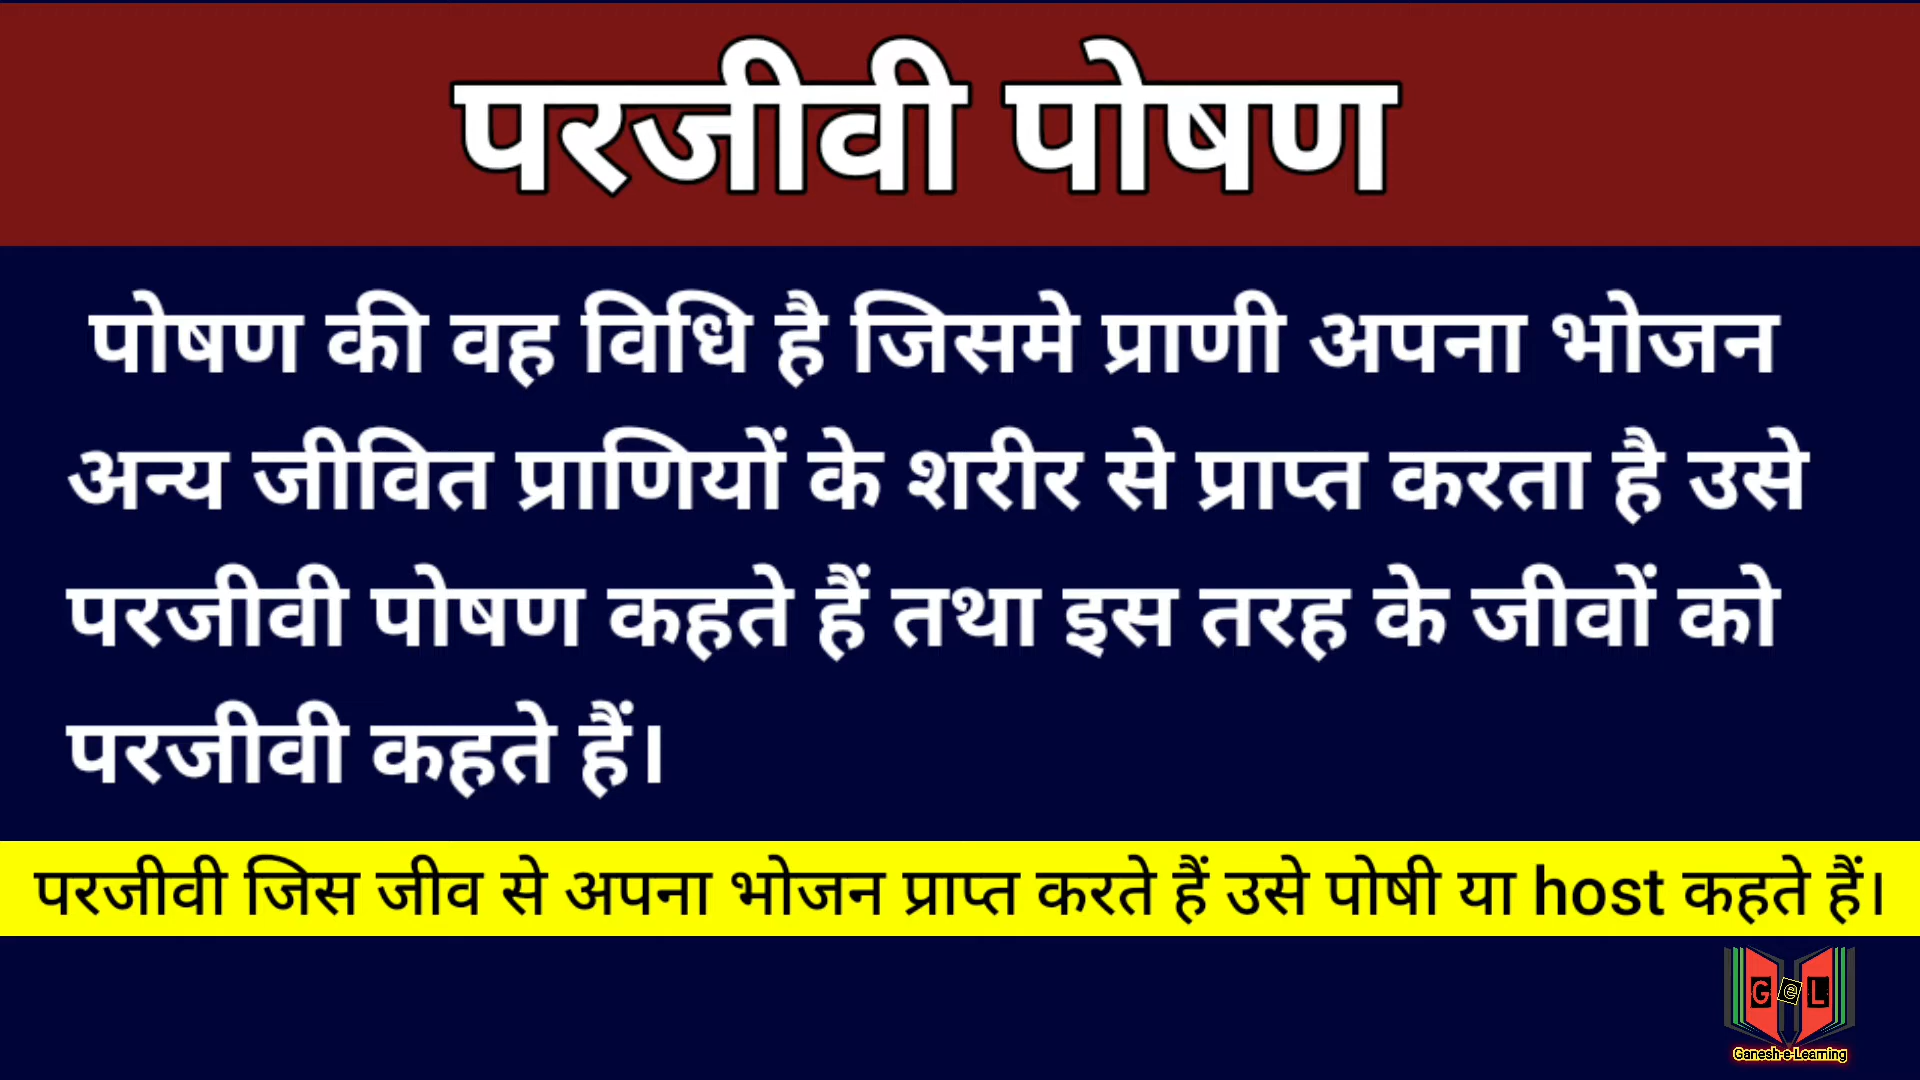 परजीवी पोषण
पोषण की वह विधि है जिसमे प्राणी अपना भोजन
अन्य जीवित प्राणियों के शरीर से प्राप्त करता है उसे
परजीवी पोषण कहते हैं तथा इस तरह के जीवों को
परजीवी कहते हैं।
परजीवी जिस जीव से अपना भोजन प्राप्त करते हैं उसे पोषी या host कहते हैं।
G e L
Ganesh-e-Learning